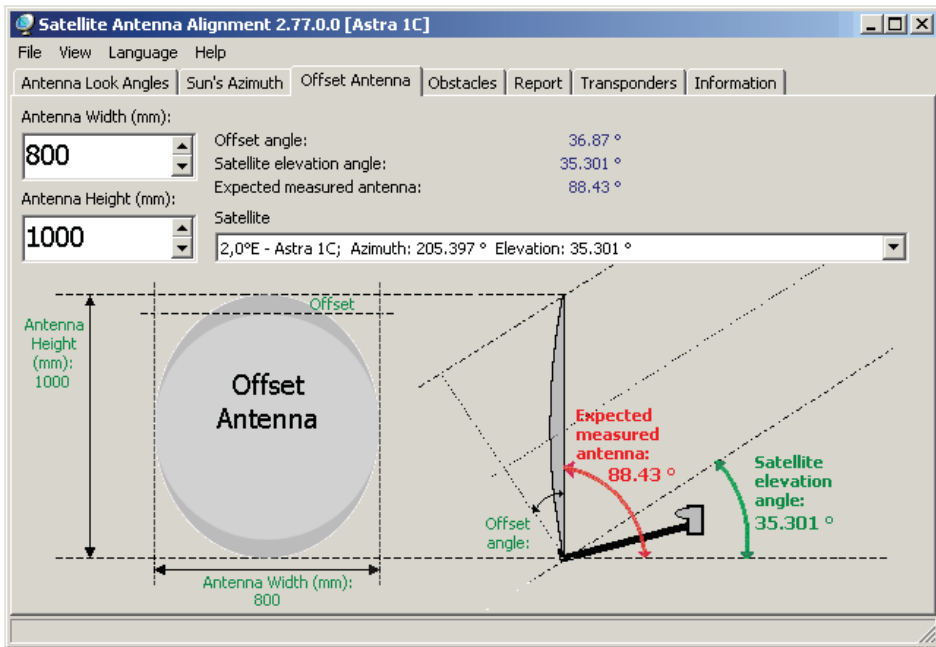 Satellite Antenna Alignment 2.77.0.0 [Astra 1C]
File View Language Help
Antenna Look Angles Sun's Azimuth Offset Antenna Obstacles Report Transponders Information
Antenna Width (mm):
800
Offset angle: 36.87 °
Satellite elevation angle: 35.301 °
Expected measured antenna: 88.43 °
Antenna Height (mm):
1000
Satellite
2,0°E - Astra 1C; Azimuth: 205.397 ° Elevation: 35.301 °
Offset
Antenna
Height
(mm):
1000
Offset
Antenna
Antenna Width (mm):
800
Expected
measured
antenna:
88.43 °
Offset
angle:
Satellite
elevation
angle:
35.301 °